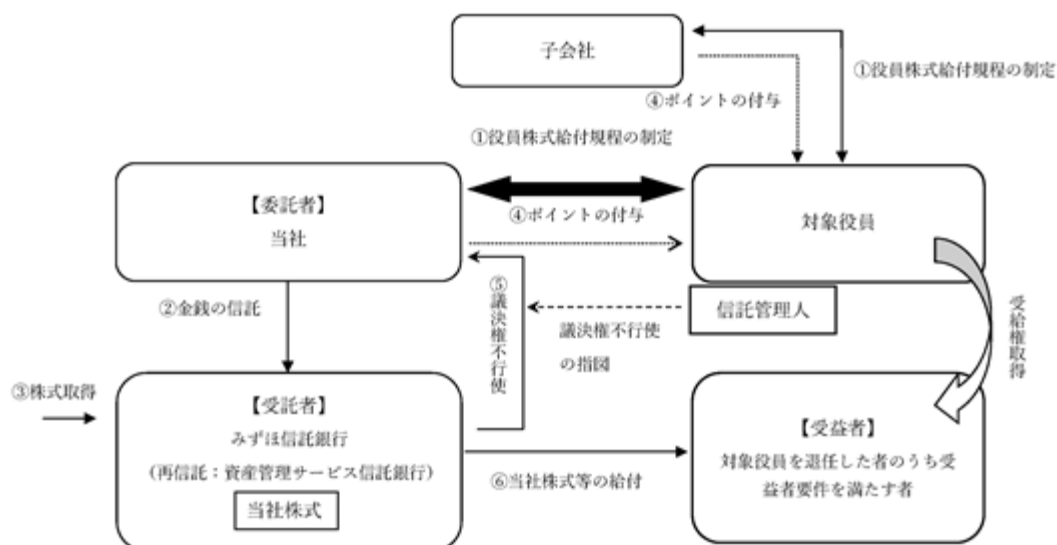 子会社
①役員株式給付規程の制定
④ポイントの付与
①役員株式給付規程の制定
【委託者】
当社
④ポイントの付与
対象役員
②金銭の信託
⑤議決権不行使
議決権不行使
の指図
信託管理人
受給権取得
③株式取得
【受託者】
みずほ信託銀行
(再信託：資産管理サービス信託銀行)
当社株式
⑥当社株式等の給付
【受益者】
対象役員を退任した者のうち受
益者要件を満たす者